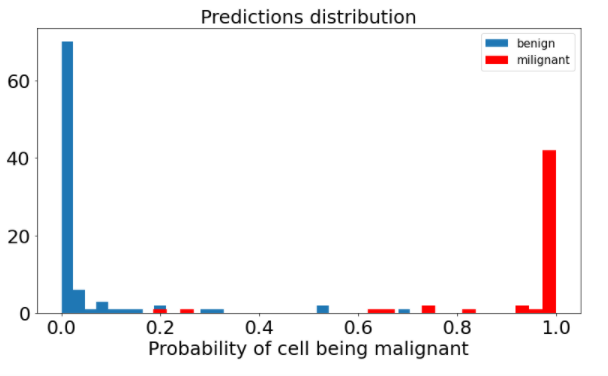 Predictions distribution
benign
milignant
60
40
20
0
0.0 0.2 0.4 0.6 0.8 1.0
Probability of cell being malignant